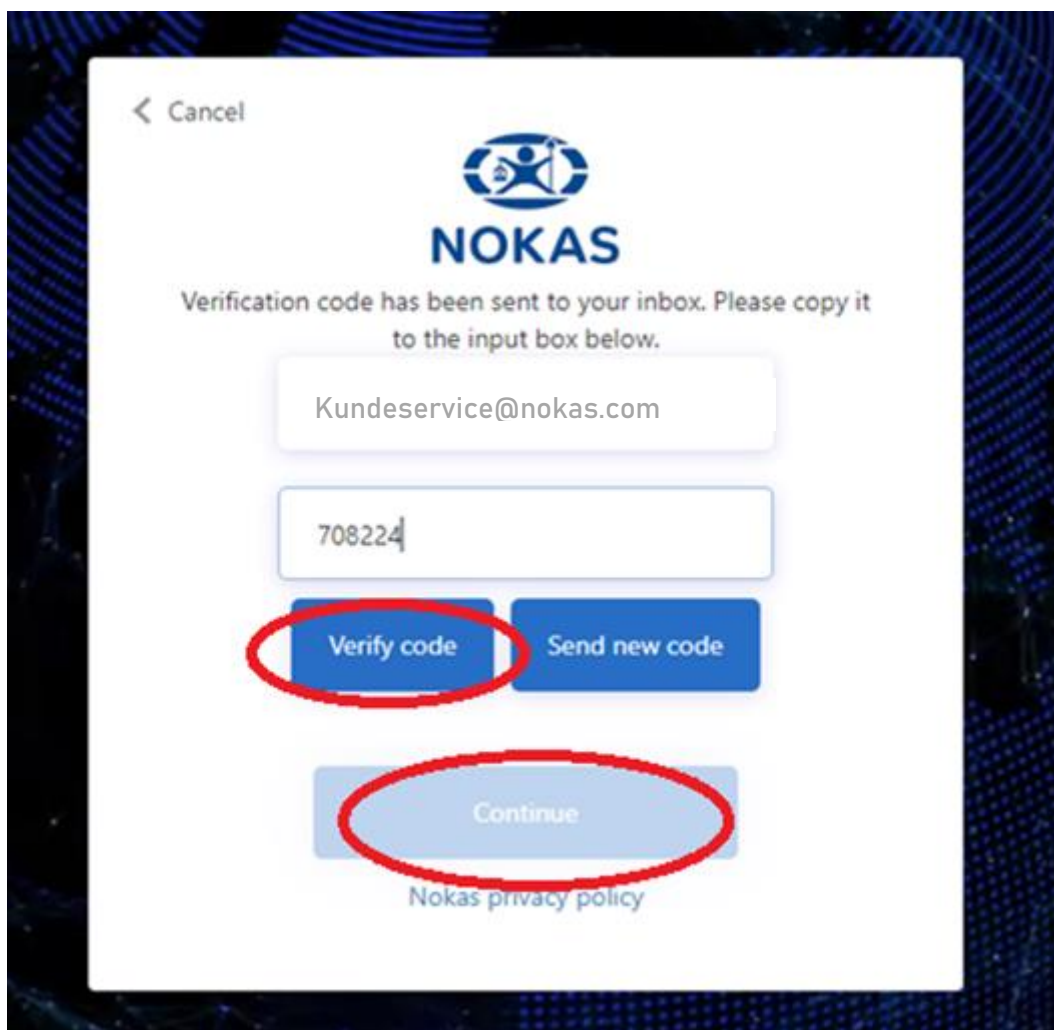 Cancel
NOKAS
Verification code has been sent to your inbox. Please copy it
to the input box below.
Kundeservice@nokas.com
708224
Verify code Send new code
Continue
Nokas privacy policy